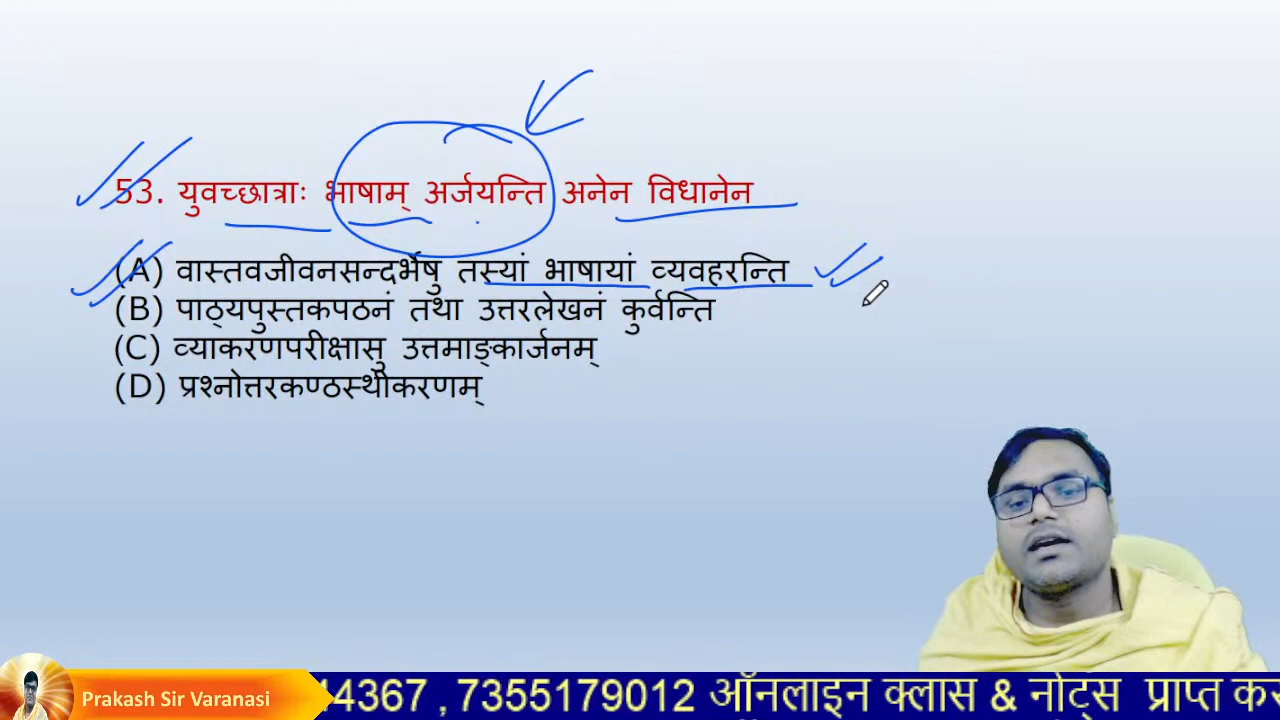 53. युवच्छात्राः भाषाम् अर्जयन्ति अनेन विधानेन
(A) वास्तवजीवनसन्दर्भेषु तस्यां भाषायां व्यवहरन्ति
(B) पाठ्यपुस्तकपठनं तथा उत्तरलेखनं कुर्वन्ति
(C) व्याकरणपरीक्षासु उत्तमाङ्कार्जनम्
(D) प्रश्नोत्तरकण्ठस्थीकरणम्
Prakash Sir Varanasi
44367 , 7355179012 ऑनलाइन क्लास & नोट्स प्राप्त कर